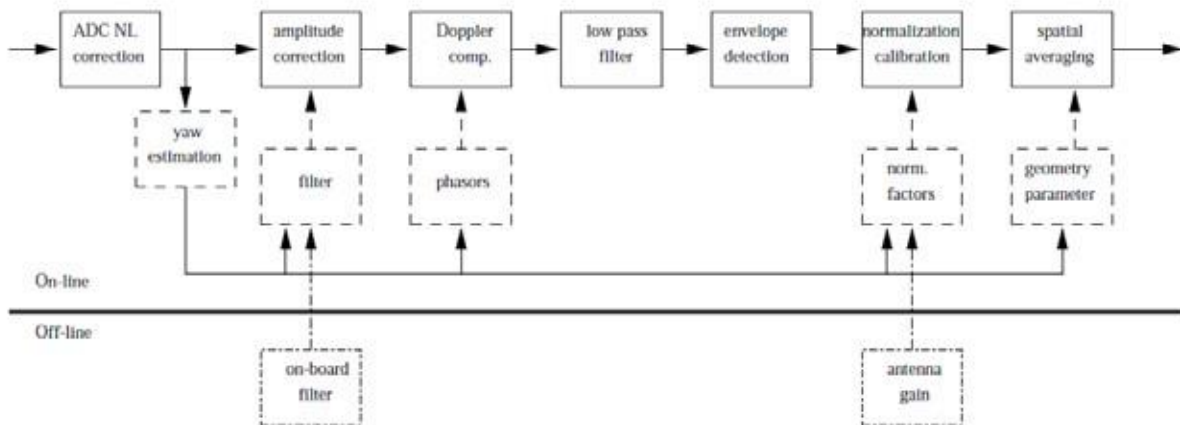 ADC NL
correction
amplitude
correction
Doppler
comp.
low pass
filter
envelope
detection
normalization
calibration
spatial
averaging
yaw
estimation
filter
phasors
norm.
factors
geometry
parameter
On-line
Off-line
on-board
filter
antenna
gain